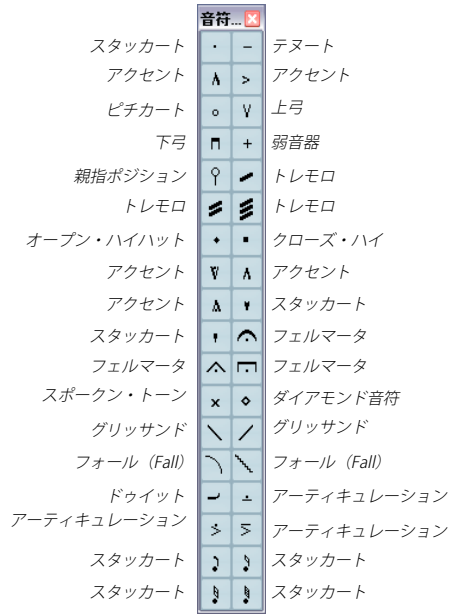 音符...
スタッカート テヌート
アクセント アクセント
ピチカート 上弓
下弓 弱音器
親指ポジション トレモロ
トレモロ トレモロ
オープン・ハイハット クローズ・ハイ
アクセント アクセント
アクセント スタッカート
スタッカート フェルマータ
フェルマータ フェルマータ
スポークン・トーン ダイアモンド音符
グリッサンド グリッサンド
フォール（Fall） フォール（Fall）
ドゥイット アーティキュレーション
アーティキュレーション アーティキュレーション
スタッカート スタッカート
スタッカート スタッカート